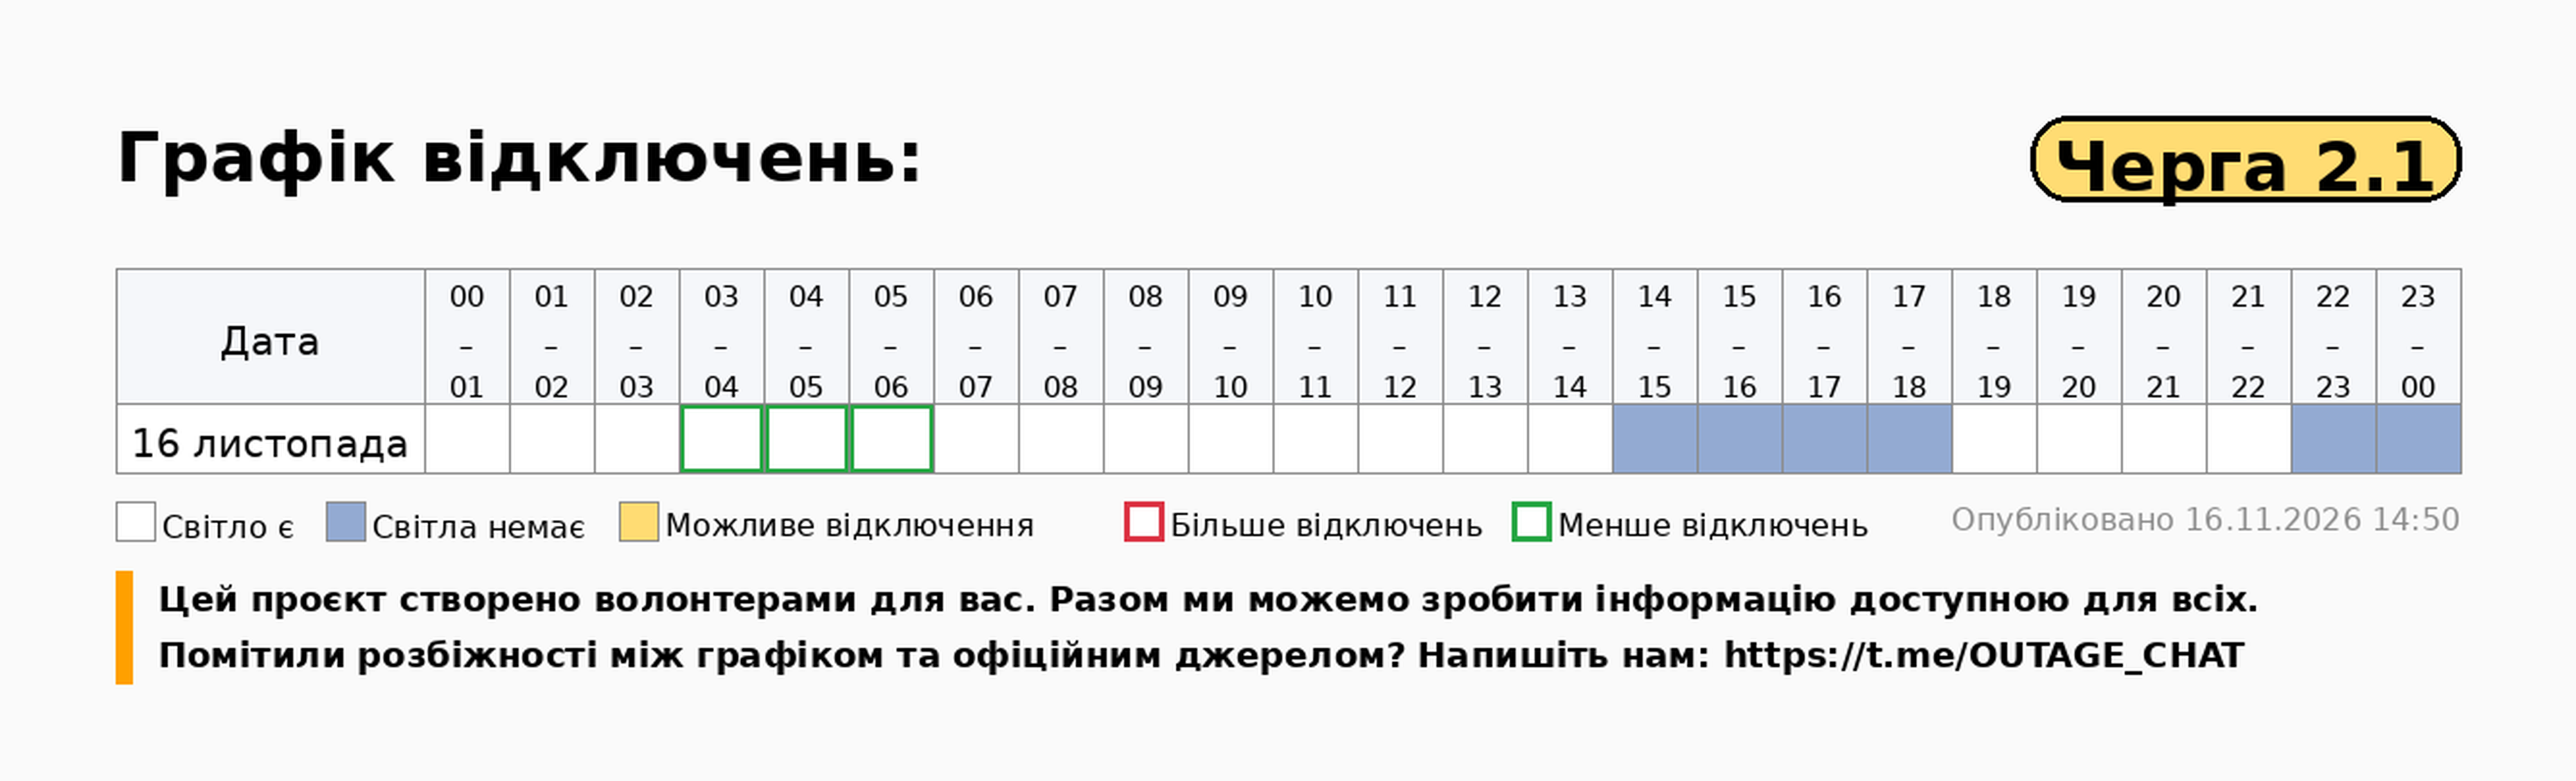 Графік відключень:
Черга 2.1
Дата 00 – 01 01 – 02 02 – 03 03 – 04 04 – 05 05 – 06 06 – 07 07 – 08 08 – 09 09 – 10 10 – 11 11 – 12 12 – 13 13 – 14 14 – 15 15 – 16 16 – 17 17 – 18 18 – 19 19 – 20 20 – 21 21 – 22 22 – 23 23 – 00
16 листопада
Світло є Світла немає Можливе відключення Більше відключень Менше відключень Опубліковано 16.11.2026 14:50
Цей проєкт створено волонтерами для вас. Разом ми можемо зробити інформацію доступною для всіх.
Помітили розбіжності між графіком та офіційним джерелом? Напишіть нам: https://t.me/OUTAGE_CHAT